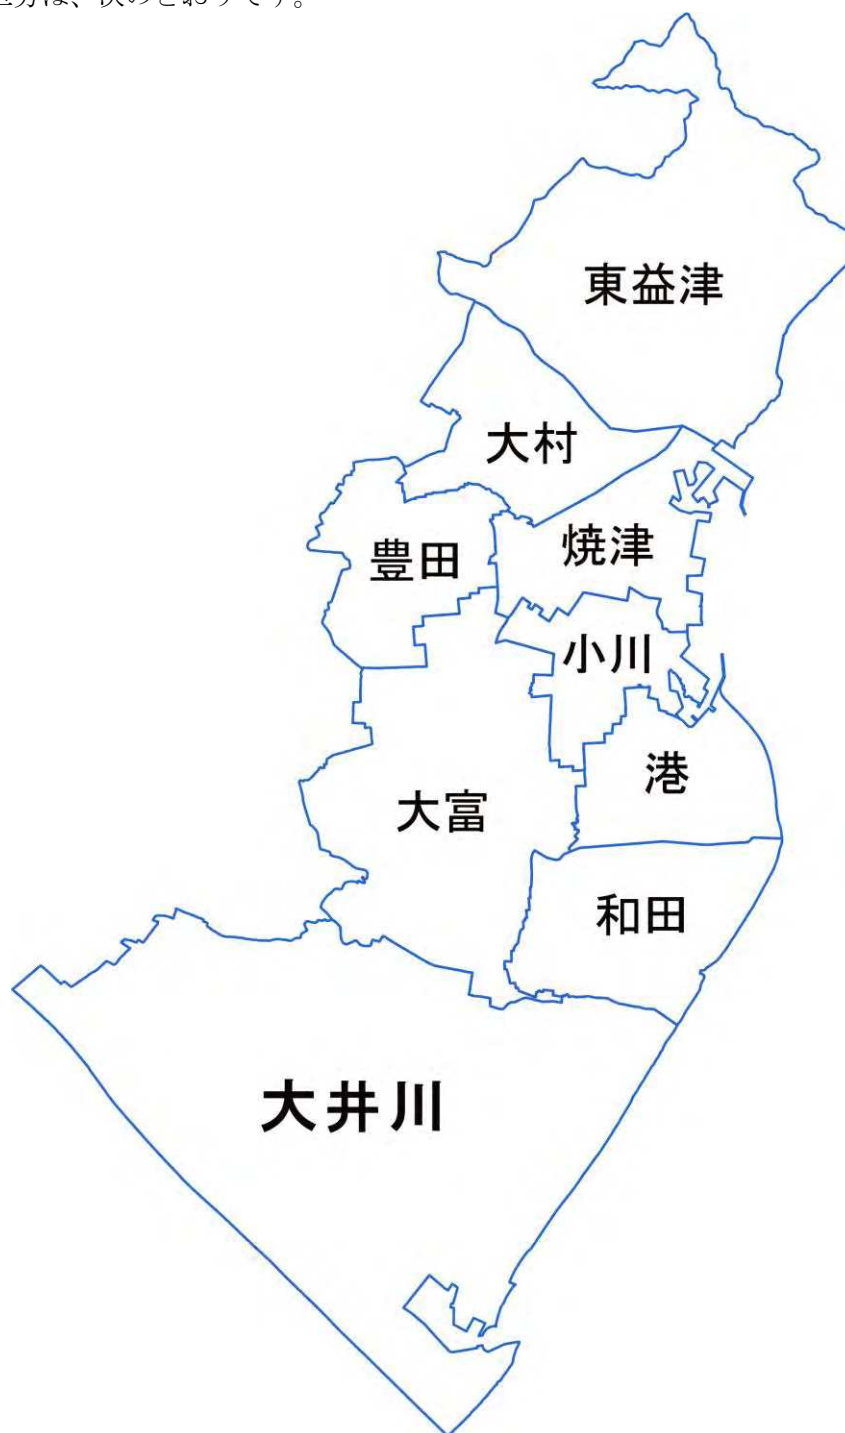 区分は、次のとおりです。
東益津
大村
焼津
豊田
小川
港
大富
和田
大井川